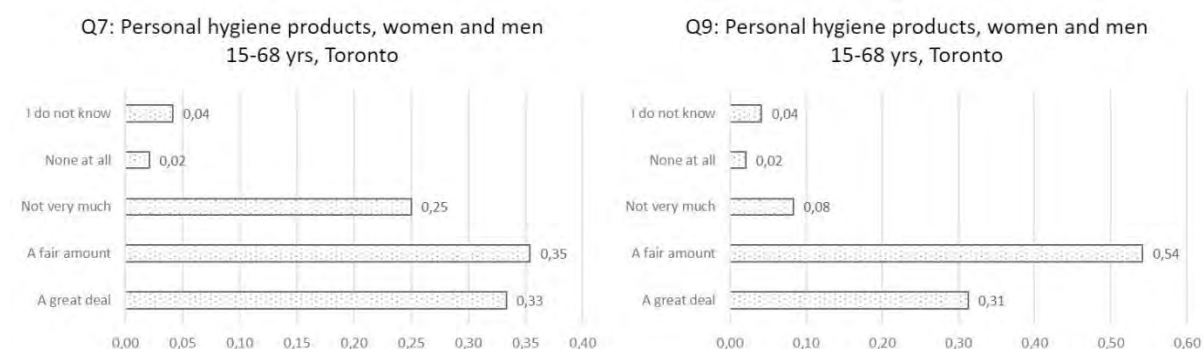 Q7: Personal hygiene products, women and men
15-68 yrs, Toronto
I do not know
0,04
None at all
0,02
Not very much
0,25
A fair amount
0,35
A great deal
0,33
0,00 0,05 0,10 0,15 0,20 0,25 0,30 0,35 0,40
Q9: Personal hygiene products, women and men
15-68 yrs, Toronto
I do not know
0,04
None at all
0,02
Not very much
0,08
A fair amount
0,54
A great deal
0,31
0,00 0,10 0,20 0,30 0,40 0,50 0,60